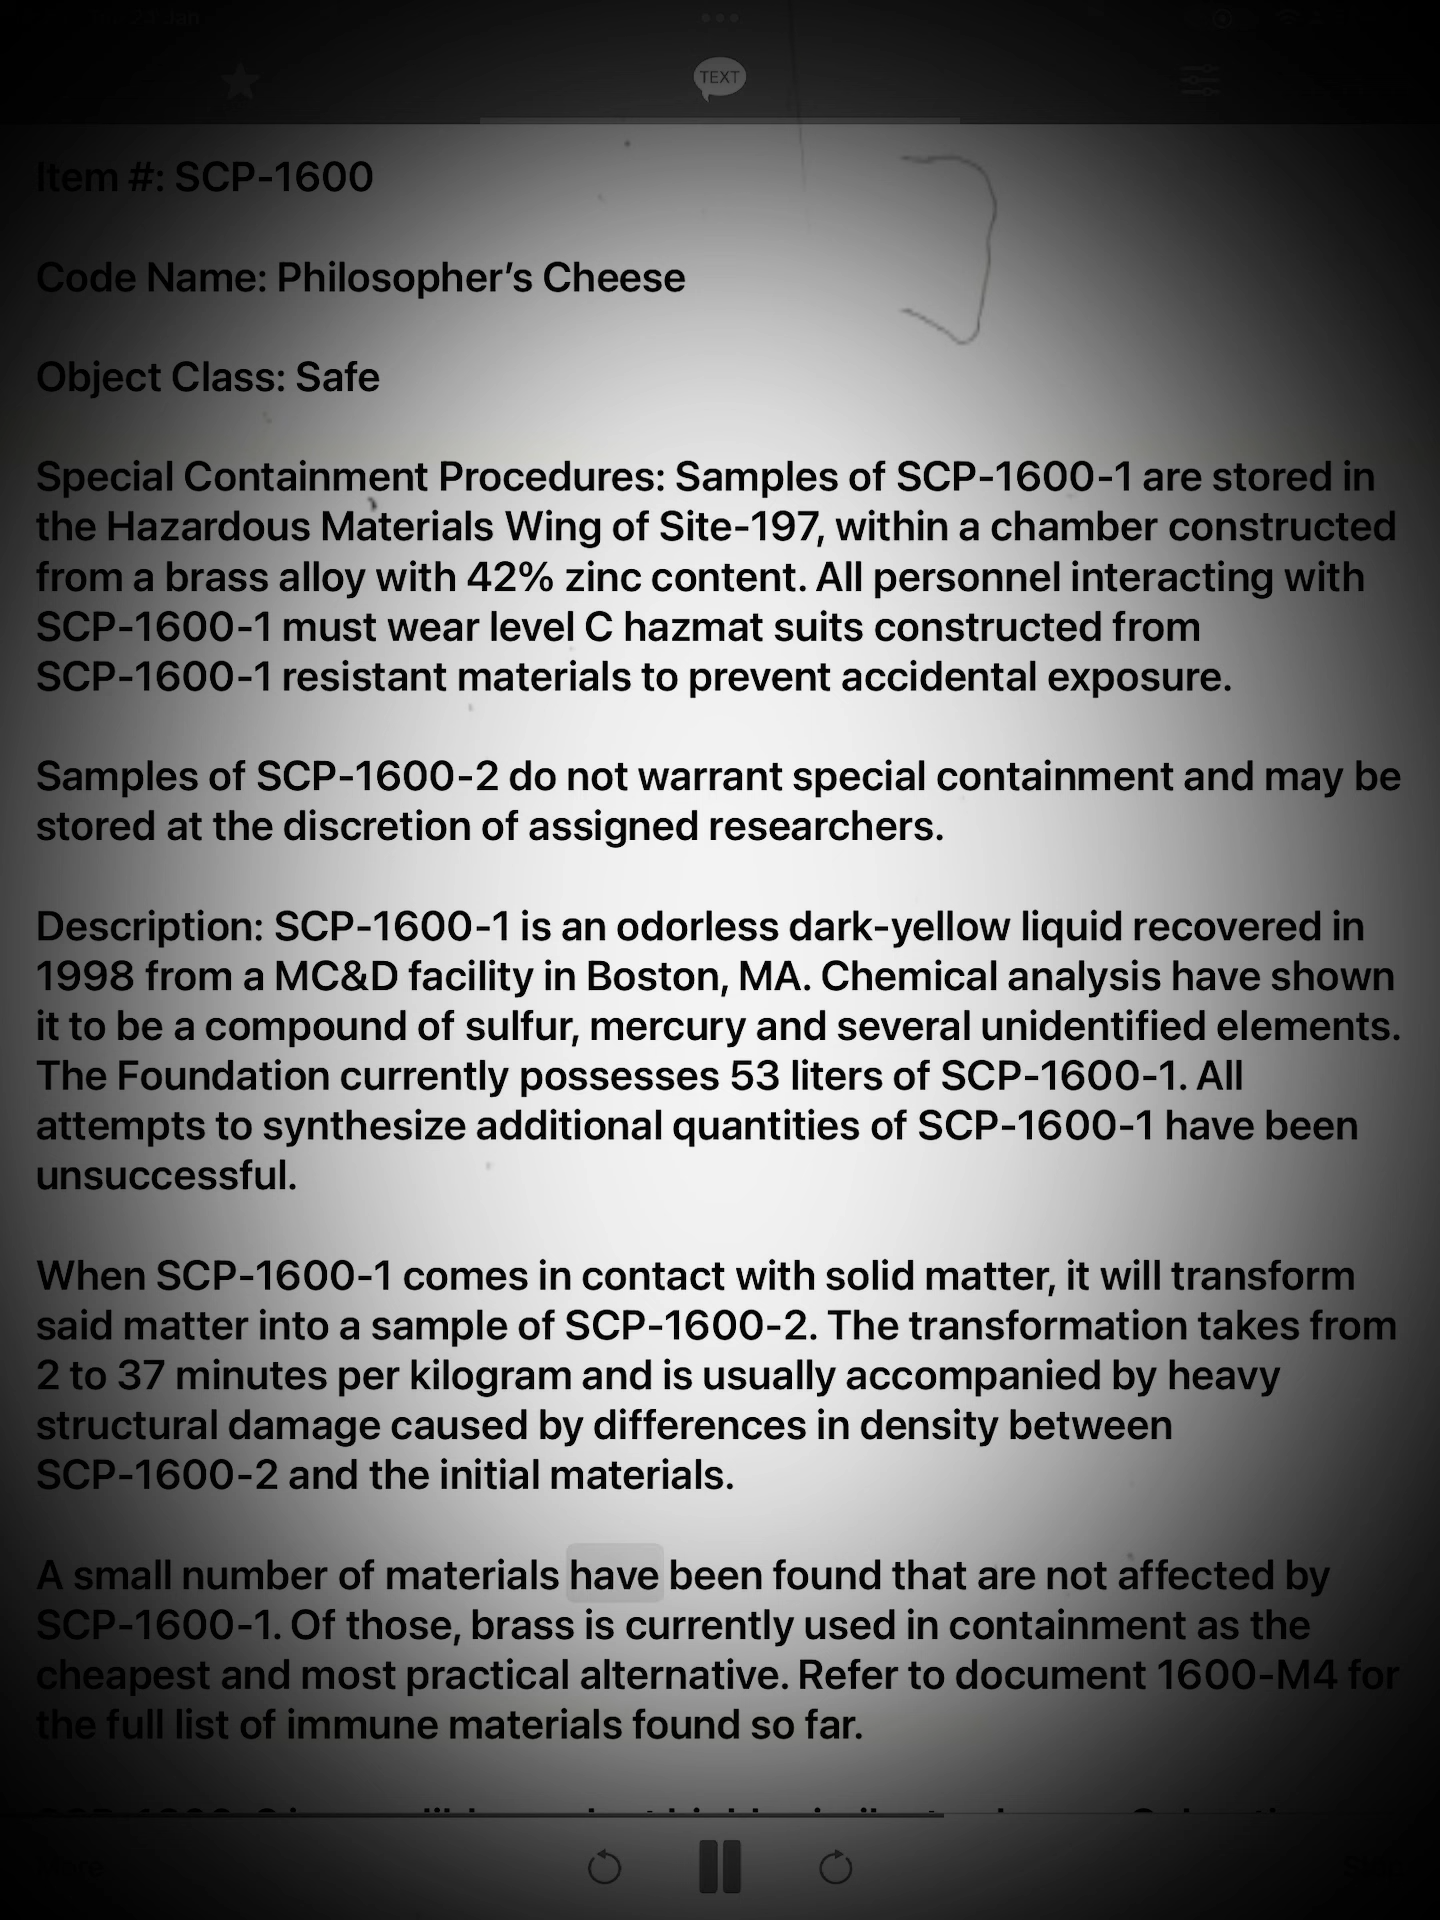 24 Jan
TEXT
Item #: SCP-1600
Code Name: Philosopher’s Cheese
Object Class: Safe
Special Containment Procedures: Samples of SCP-1600-1 are stored in
the Hazardous Materials Wing of Site-197, within a chamber constructed
from a brass alloy with 42% zinc content. All personnel interacting with
SCP-1600-1 must wear level C hazmat suits constructed from
SCP-1600-1 resistant materials to prevent accidental exposure.
Samples of SCP-1600-2 do not warrant special containment and may be
stored at the discretion of assigned researchers.
Description: SCP-1600-1 is an odorless dark-yellow liquid recovered in
1998 from a MC&D facility in Boston, MA. Chemical analysis have shown
it to be a compound of sulfur, mercury and several unidentified elements.
The Foundation currently possesses 53 liters of SCP-1600-1. All
attempts to synthesize additional quantities of SCP-1600-1 have been
unsuccessful.
When SCP-1600-1 comes in contact with solid matter, it will transform
said matter into a sample of SCP-1600-2. The transformation takes from
2 to 37 minutes per kilogram and is usually accompanied by heavy
structural damage caused by differences in density between
SCP-1600-2 and the initial materials.
A small number of materials have been found that are not affected by
SCP-1600-1. Of those, brass is currently used in containment as the
cheapest and most practical alternative. Refer to document 1600-M4 for
the full list of immune materials found so far.
More